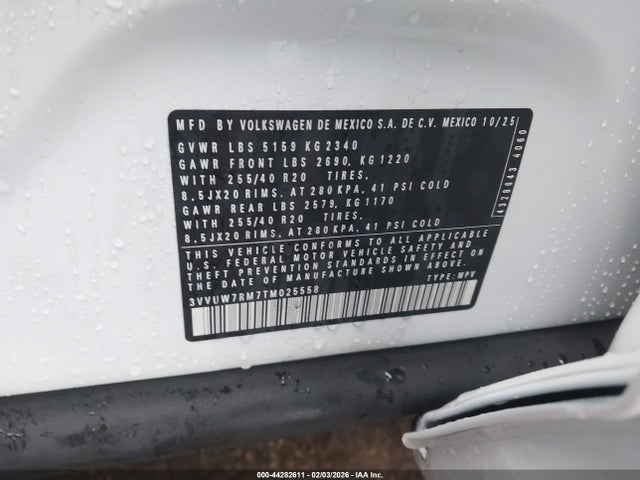 MFD BY VOLKSWAGEN DE MEXICO S.A. DE C.V. MEXICO 10/25
GVWR LBS 5159 KG 2340
GAWR FRONT LBS 2690, KG 1220
WITH 255/40 R20 TIRES,
8,5JX20 RIMS, AT 280 KPA, 41 PSI COLD
GAWR REAR LBS 2579, KG 1170
WITH 255/40 R20 TIRES,
8,5JX20 RIMS, AT 280 KPA, 41 PSI COLD
THIS VEHICLE CONFORMS TO ALL APPLICABLE
U.S. FEDERAL MOTOR VEHICLE SAFETY AND
THEFT PREVENTION STANDARDS IN EFFECT ON THE
DATE OF MANUFACTURE SHOWN ABOVE.
3VVUW7RM7TM025558 TYPE: MPV
4328643 4060
000-44282611 - 02/03/2026 - IAA Inc.